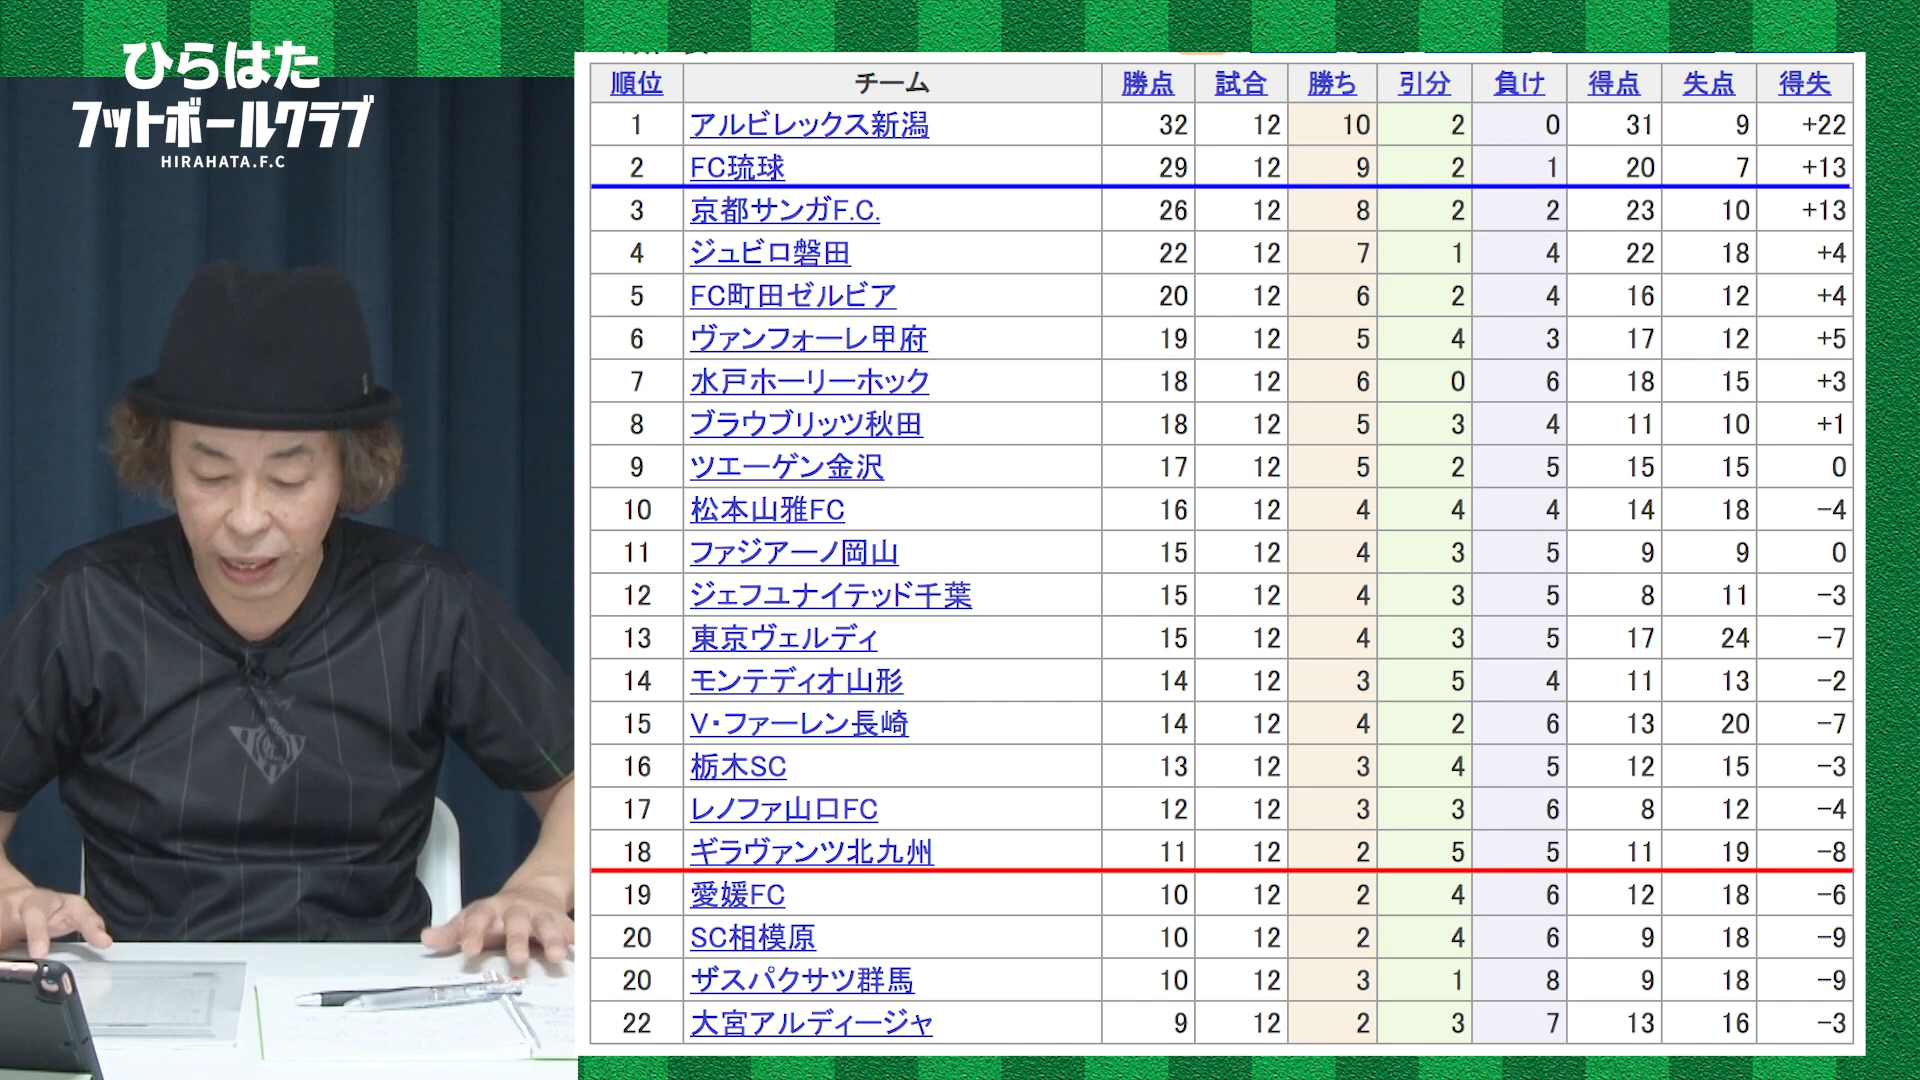 ひらはた
フットボールクラブ
HIRAHATA.F.C
順位 チーム 勝点 試合 勝ち 引分 負け 得点 失点 得失
1 アルビレックス新潟 32 12 10 2 0 31 9 +22
2 FC琉球 29 12 9 2 1 20 7 +13
3 京都サンガF.C. 26 12 8 2 2 23 10 +13
4 ジュビロ磐田 22 12 7 1 4 22 18 +4
5 FC町田ゼルビア 20 12 6 2 4 16 12 +4
6 ヴァンフォーレ甲府 19 12 5 4 3 17 12 +5
7 水戸ホーリーホック 18 12 6 0 6 18 15 +3
8 ブラウブリッツ秋田 18 12 5 3 4 11 10 +1
9 ツエーゲン金沢 17 12 5 2 5 15 15 0
10 松本山雅FC 16 12 4 4 4 14 18 −4
11 ファジアーノ岡山 15 12 4 3 5 9 9 0
12 ジェフユナイテッド千葉 15 12 4 3 5 8 11 −3
13 東京ヴェルディ 15 12 4 3 5 17 24 −7
14 モンテディオ山形 14 12 3 5 4 11 13 −2
15 V・ファーレン長崎 14 12 4 2 6 13 20 −7
16 栃木SC 13 12 3 4 5 12 15 −3
17 レノファ山口FC 12 12 3 3 6 8 12 −4
18 ギラヴァンツ北九州 11 12 2 5 5 11 19 −8
19 愛媛FC 10 12 2 4 6 12 18 −6
20 SC相模原 10 12 2 4 6 9 18 −9
20 ザスパクサツ群馬 10 12 3 1 8 9 18 −9
22 大宮アルディージャ 9 12 2 3 7 13 16 −3